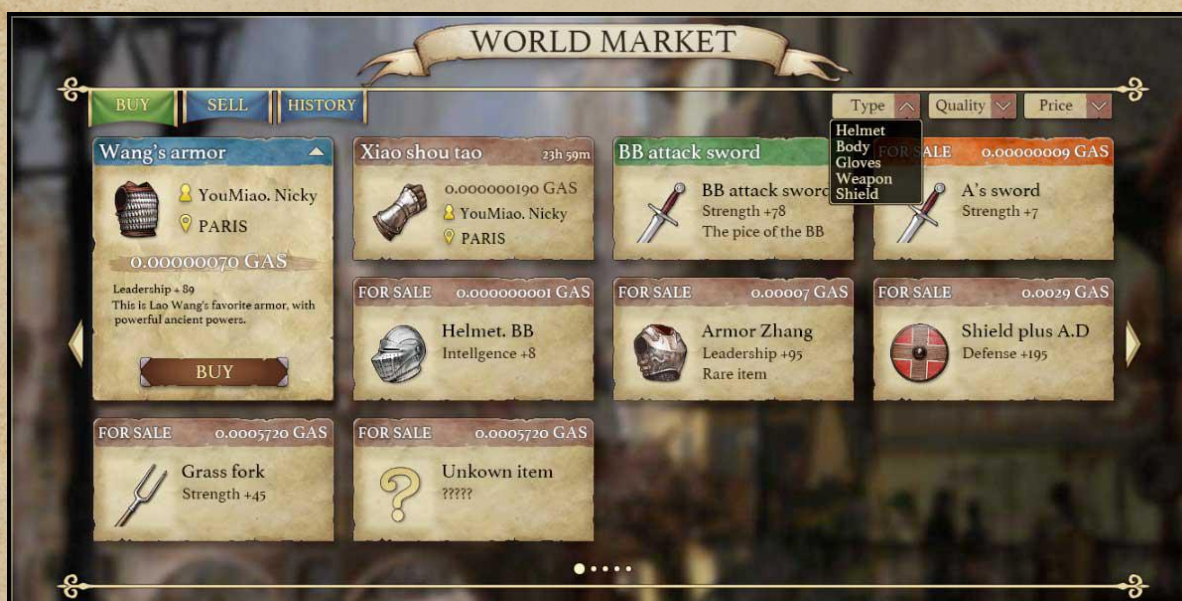 WORLD MARKET
BUY
SELL
HISTORY
Type
Quality
Price
Helmet
Body
Gloves
Weapon
Shield
Wang's armor
YouMiao. Nicky
PARIS
0.00000070 GAS
Leadership + 89
This is Lao Wang's favorite armor, with
powerful ancient powers.
BUY
Xiao shou tao 23h 59m
0.000000190 GAS
YouMiao. Nicky
PARIS
BB attack sword
BB attack sword
Strength +78
The pice of the BB
FOR SALE 0.00000009 GAS
A's sword
Strength +7
FOR SALE 0.000000001 GAS
Helmet. BB
Intellgence +8
FOR SALE 0.00007 GAS
Armor Zhang
Leadership +95
Rare item
FOR SALE 0.0029 GAS
Shield plus A.D
Defense +195
FOR SALE 0.0005720 GAS
Grass fork
Strength +45
FOR SALE 0.0005720 GAS
Unkown item
?????